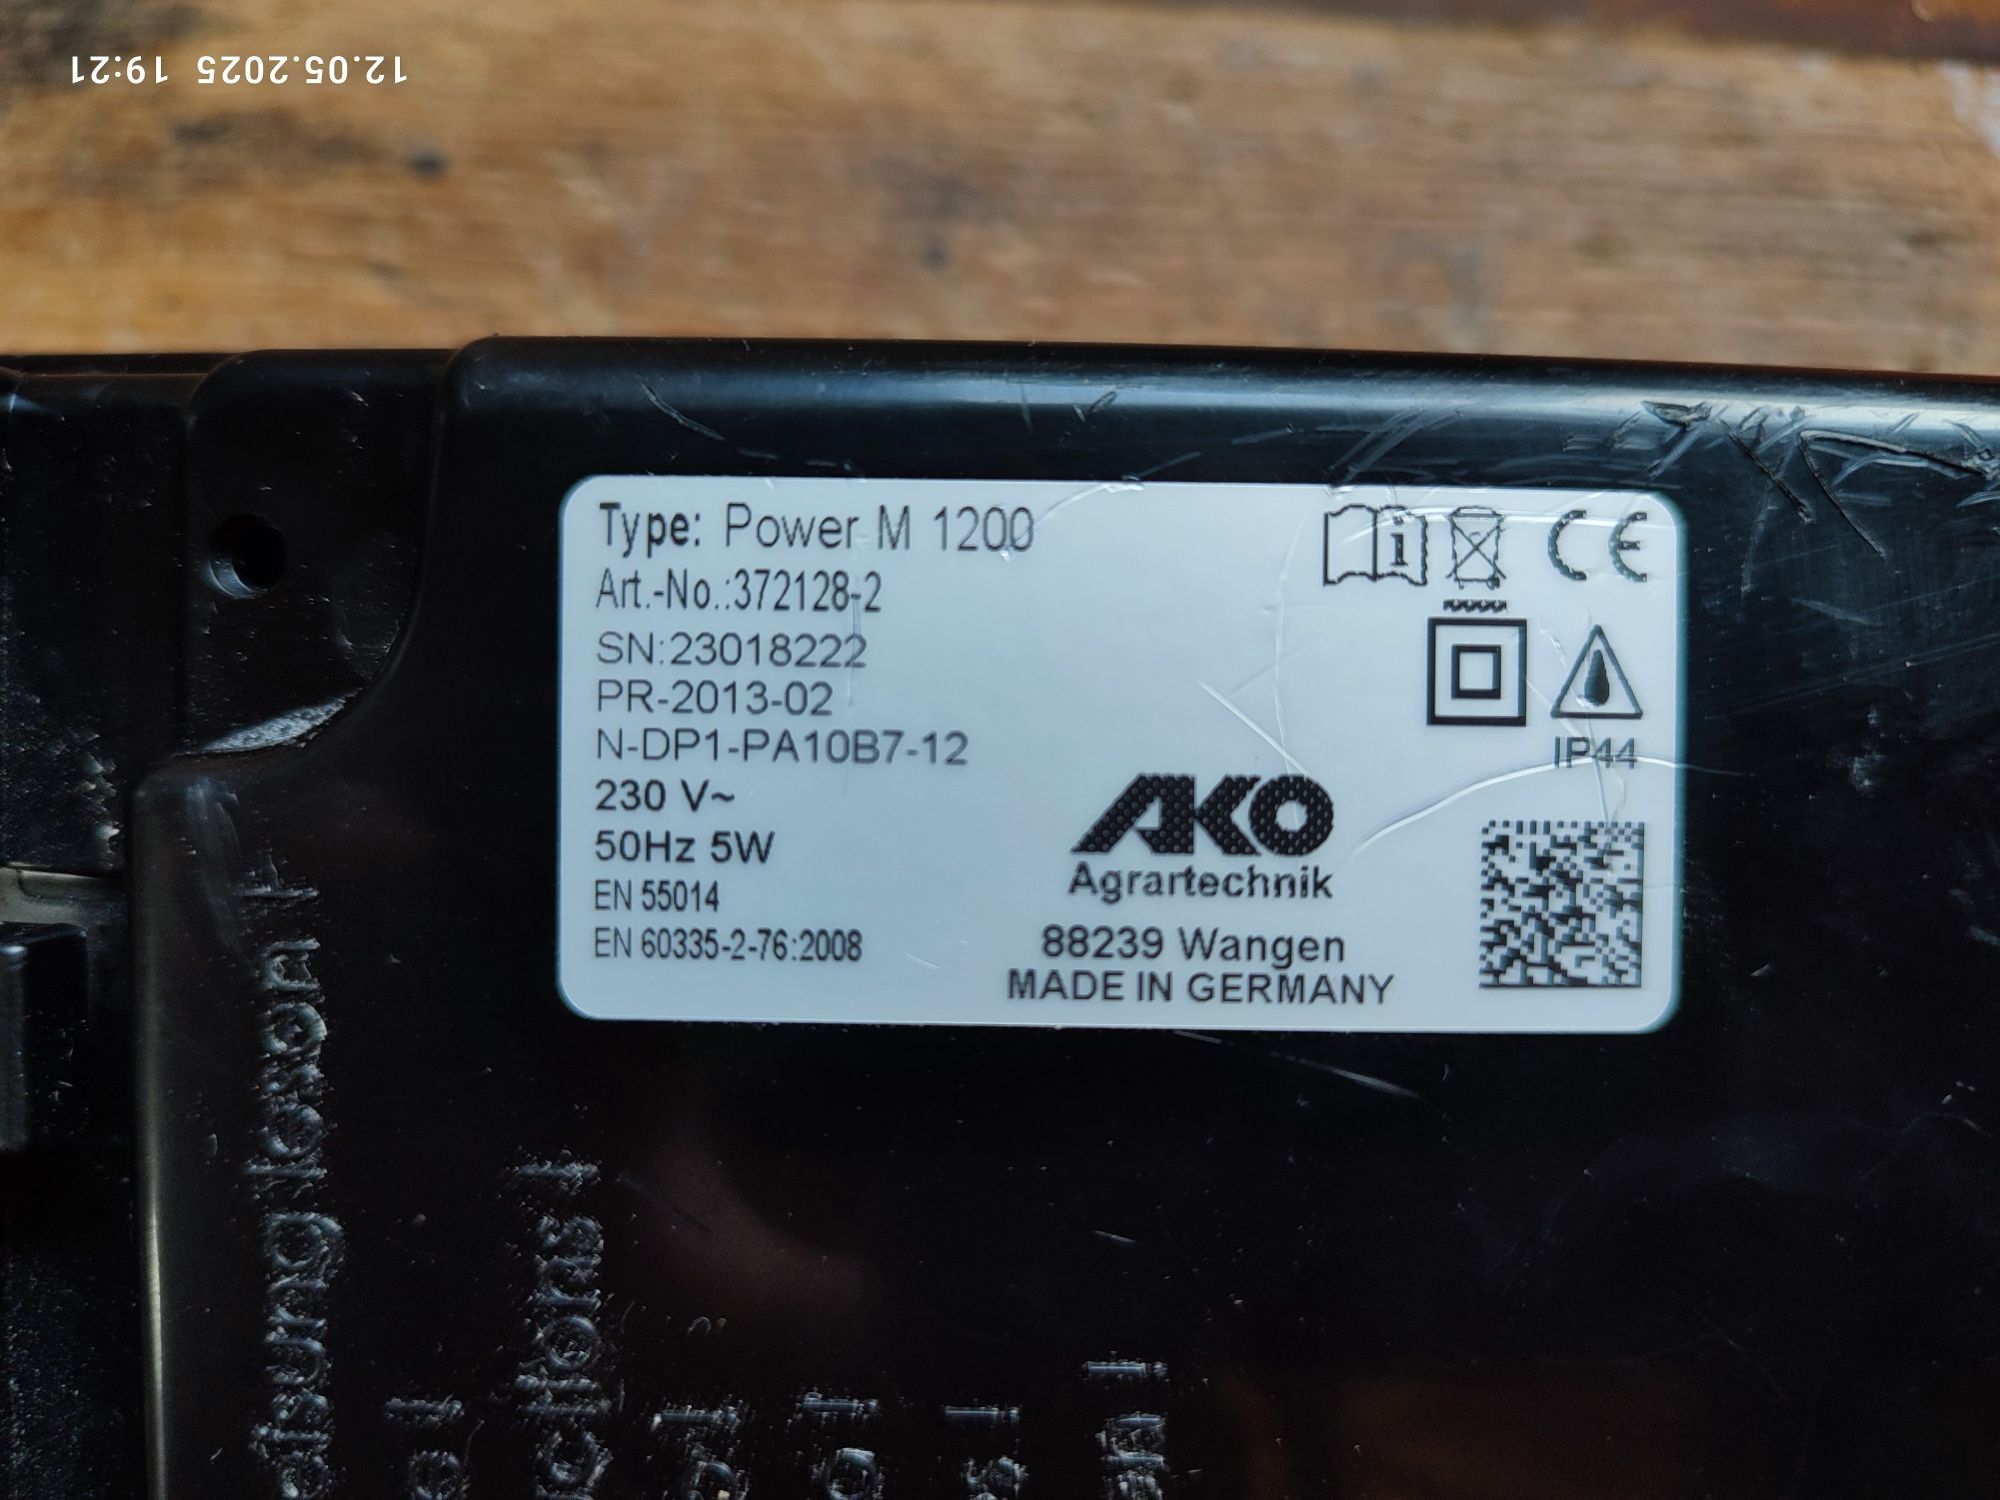 12.05.2025 19:21
Type: Power M 1200
Art.-No.:372128-2
SN:23018222
PR-2013-02
N-DP1-PA10B7-12
230 V~
50Hz 5W
EN 55014
EN 60335-2-76:2008
CE
IP44
AKO
Agrartechnik
88239 Wangen
MADE IN GERMANY